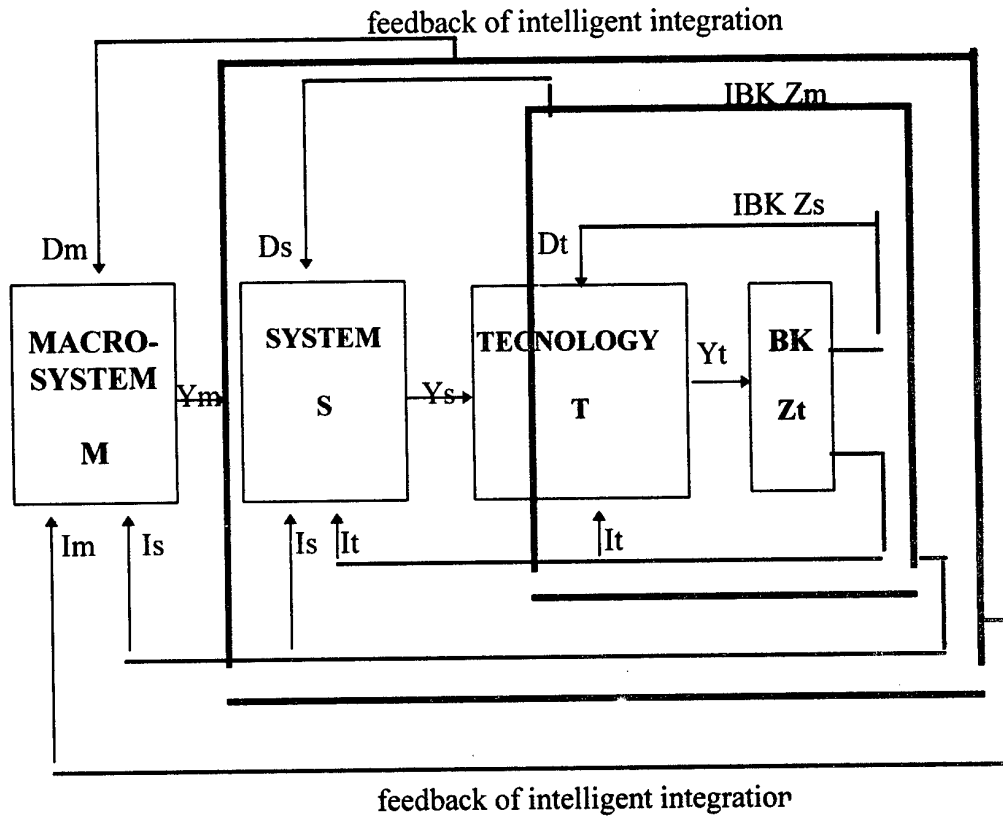 feedback of intelligent integration
IBK Zm
IBK Zs
Dm
Ds
Dt
MACRO-
SYSTEM
M
Ym
SYSTEM
S
Ys
TECNOLOGY
T
Yt
BK
Zt
Im
Is
Is
It
It
feedback of intelligent integration